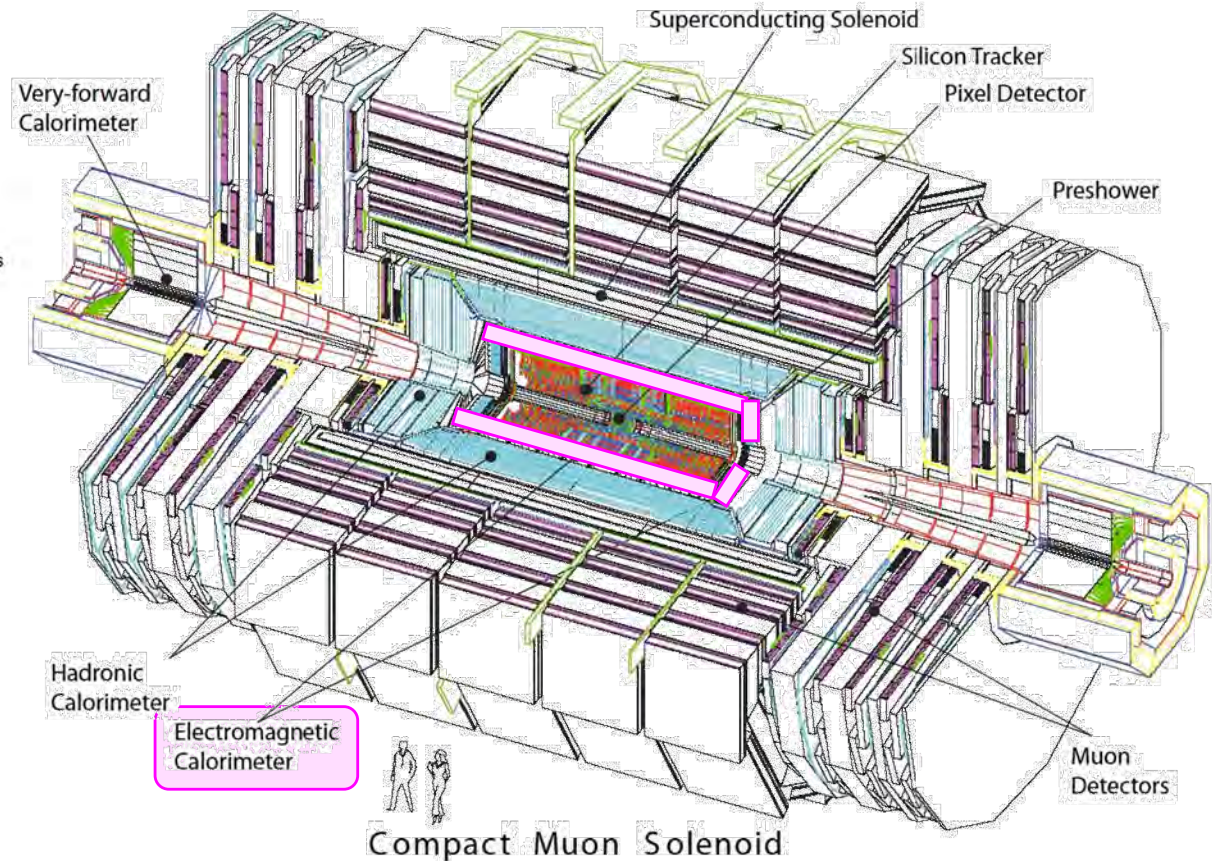 Superconducting Solenoid
Silicon Tracker
Pixel Detector
Very-forward
Calorimeter
Preshower
s
Hadronic
Calorimeter
Electromagnetic
Calorimeter
Muon
Detectors
Compact Muon Solenoid